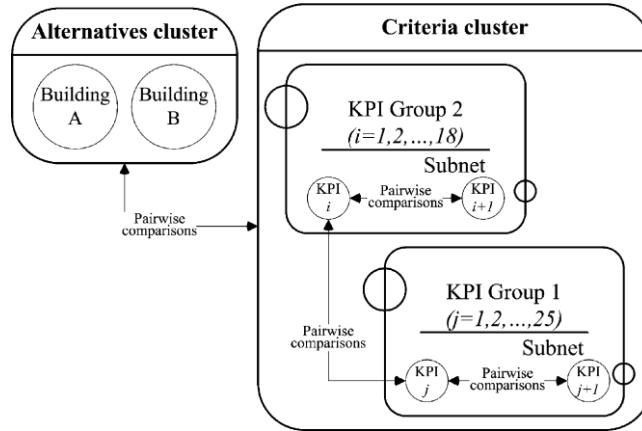 Alternatives cluster
Building
A
Building
B
Pairwise
comparisons
Criteria cluster
KPI Group 2
(i=1,2,...,18)
Subnet
KPI
i
Pairwise
comparisons
KPI
i+1
Pairwise
comparisons
KPI Group 1
(j=1,2,...,25)
Subnet
KPI
j
Pairwise
comparisons
KPI
j+1